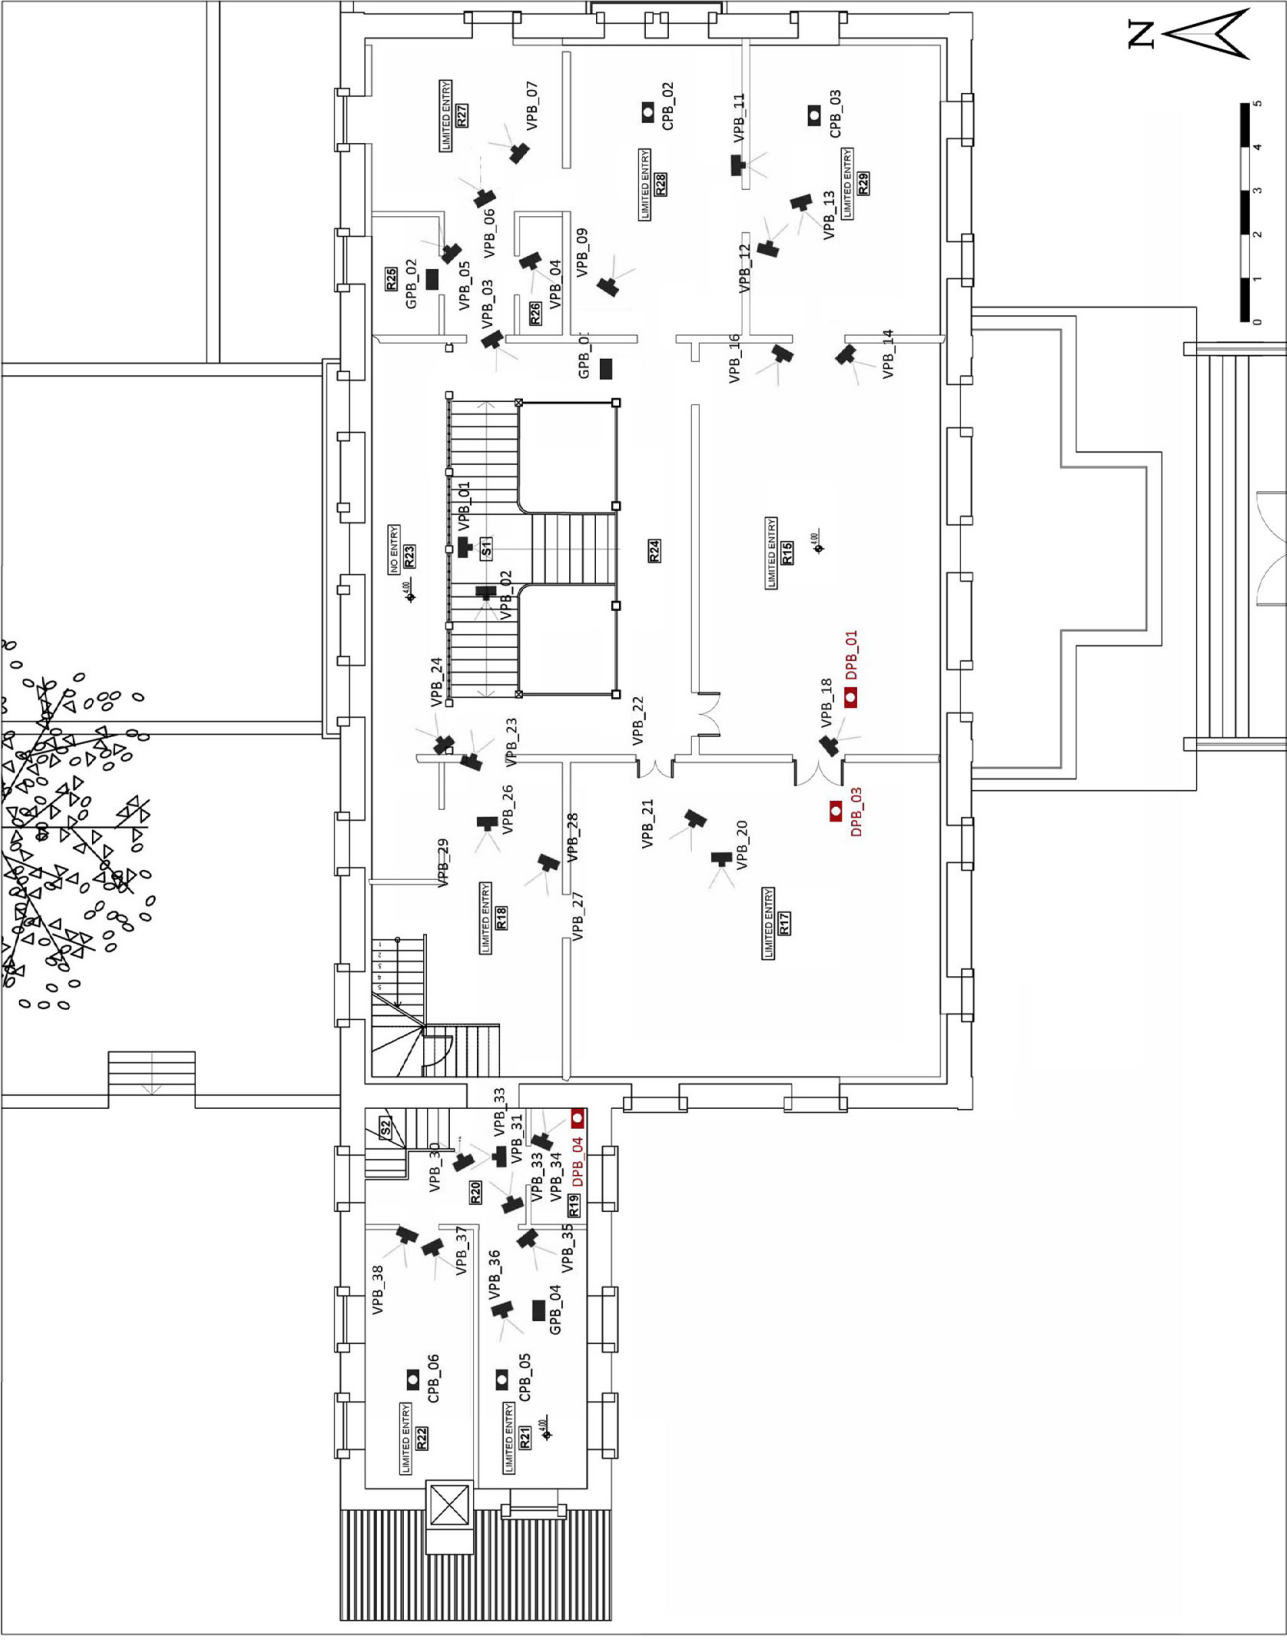 N
5
4
3
2
1
0
LIMITED ENTRY
R27
VPB_07
VPB_06
R25
GPB_02
VPB_05
VPB_03
VPB_04
R26
CPB_02
LIMITED ENTRY
R28
VPB_09
VPB_11
CPB_03
LIMITED ENTRY
R29
VPB_13
VPB_12
VPB_16
VPB_14
NO ENTRY
R23
4.00
VPB_01
S1
VPB_02
R24
LIMITED ENTRY
R15
4.00
DPB_01
VPB_18
VPB_24
VPB_23
VPB_22
VPB_26
VPB_28
VPB_29
VPB_27
LIMITED ENTRY
R18
VPB_21
VPB_20
DPB_03
LIMITED ENTRY
R17
S2
VPB_33
VPB_31
VPB_30
R20
VPB_33
VPB_34
DPB_04
R19
VPB_38
VPB_37
VPB_36
VPB_35
GPB_04
CPB_06
CPB_05
LIMITED ENTRY
R22
LIMITED ENTRY
R21
4.00